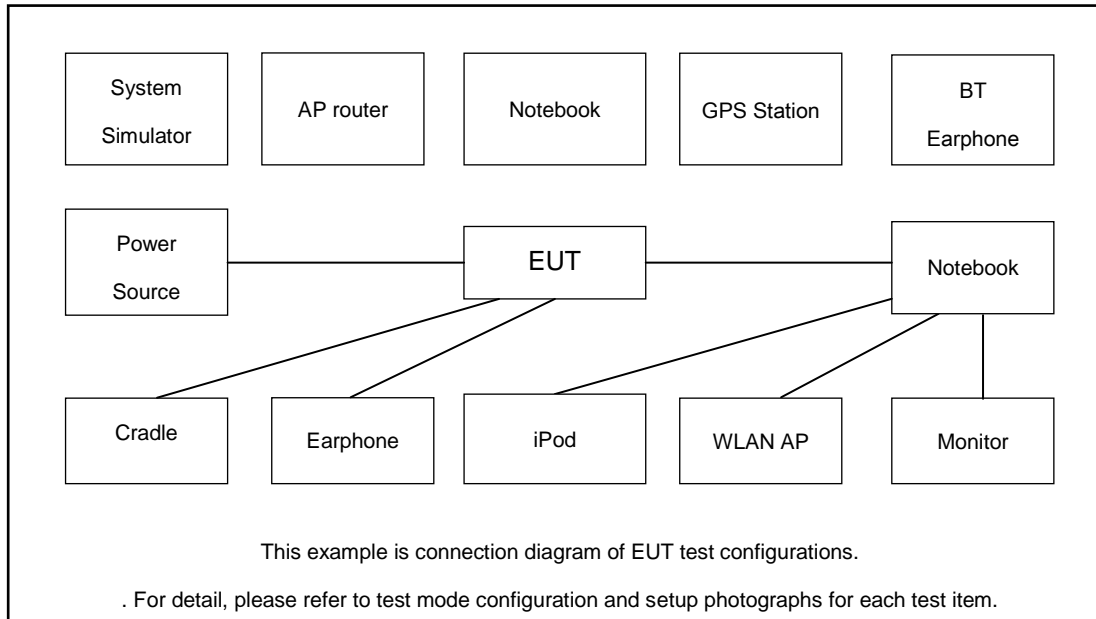 System
Simulator
AP router
Notebook
GPS Station
BT
Earphone
Power
Source
EUT
Notebook
Cradle
Earphone
iPod
WLAN AP
Monitor
This example is connection diagram of EUT test configurations.
. For detail, please refer to test mode configuration and setup photographs for each test item.